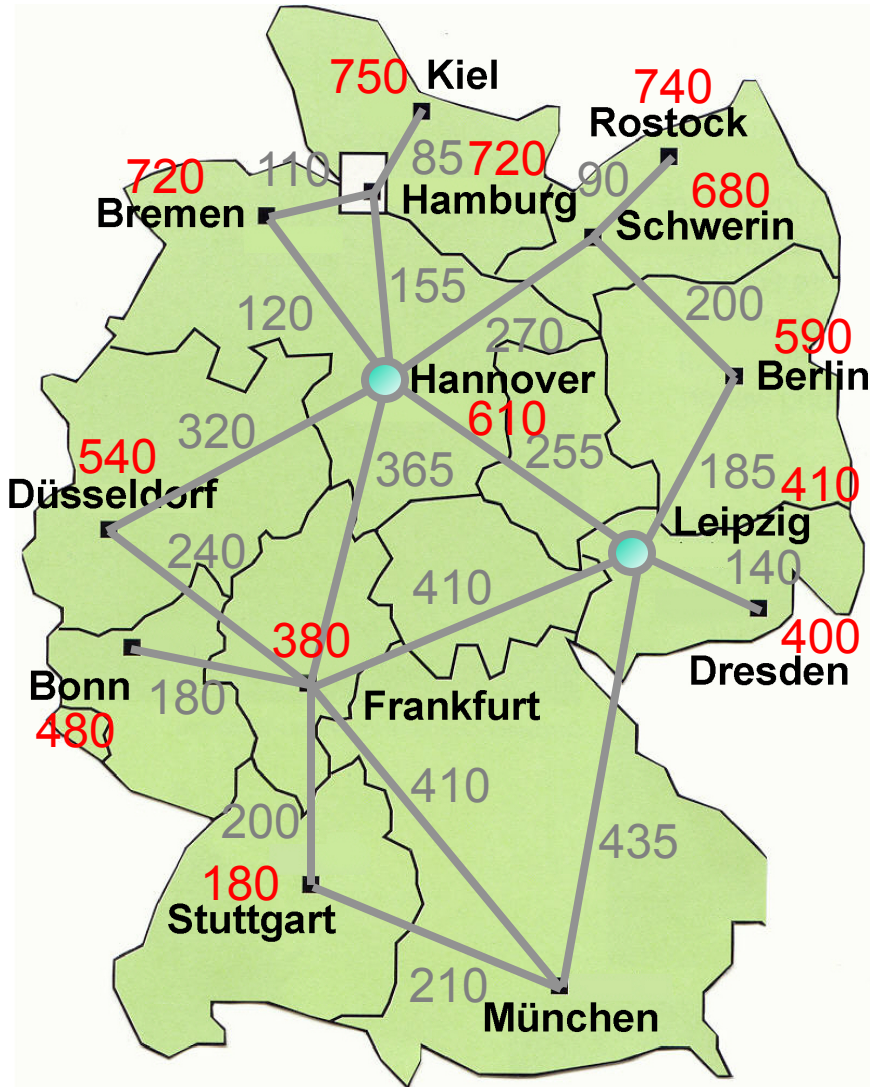 750 Kiel
740
Rostock
110
85
720
90
720
Bremen
Hamburg
680
Schwerin
155
200
120
270
590
Hannover
Berlin
610
320
255
540
365
185
410
Düsseldorf
Leipzig
240
410
140
380
400
Bonn
180
Dresden
480
Frankfurt
410
200
435
180
Stuttgart
210
München